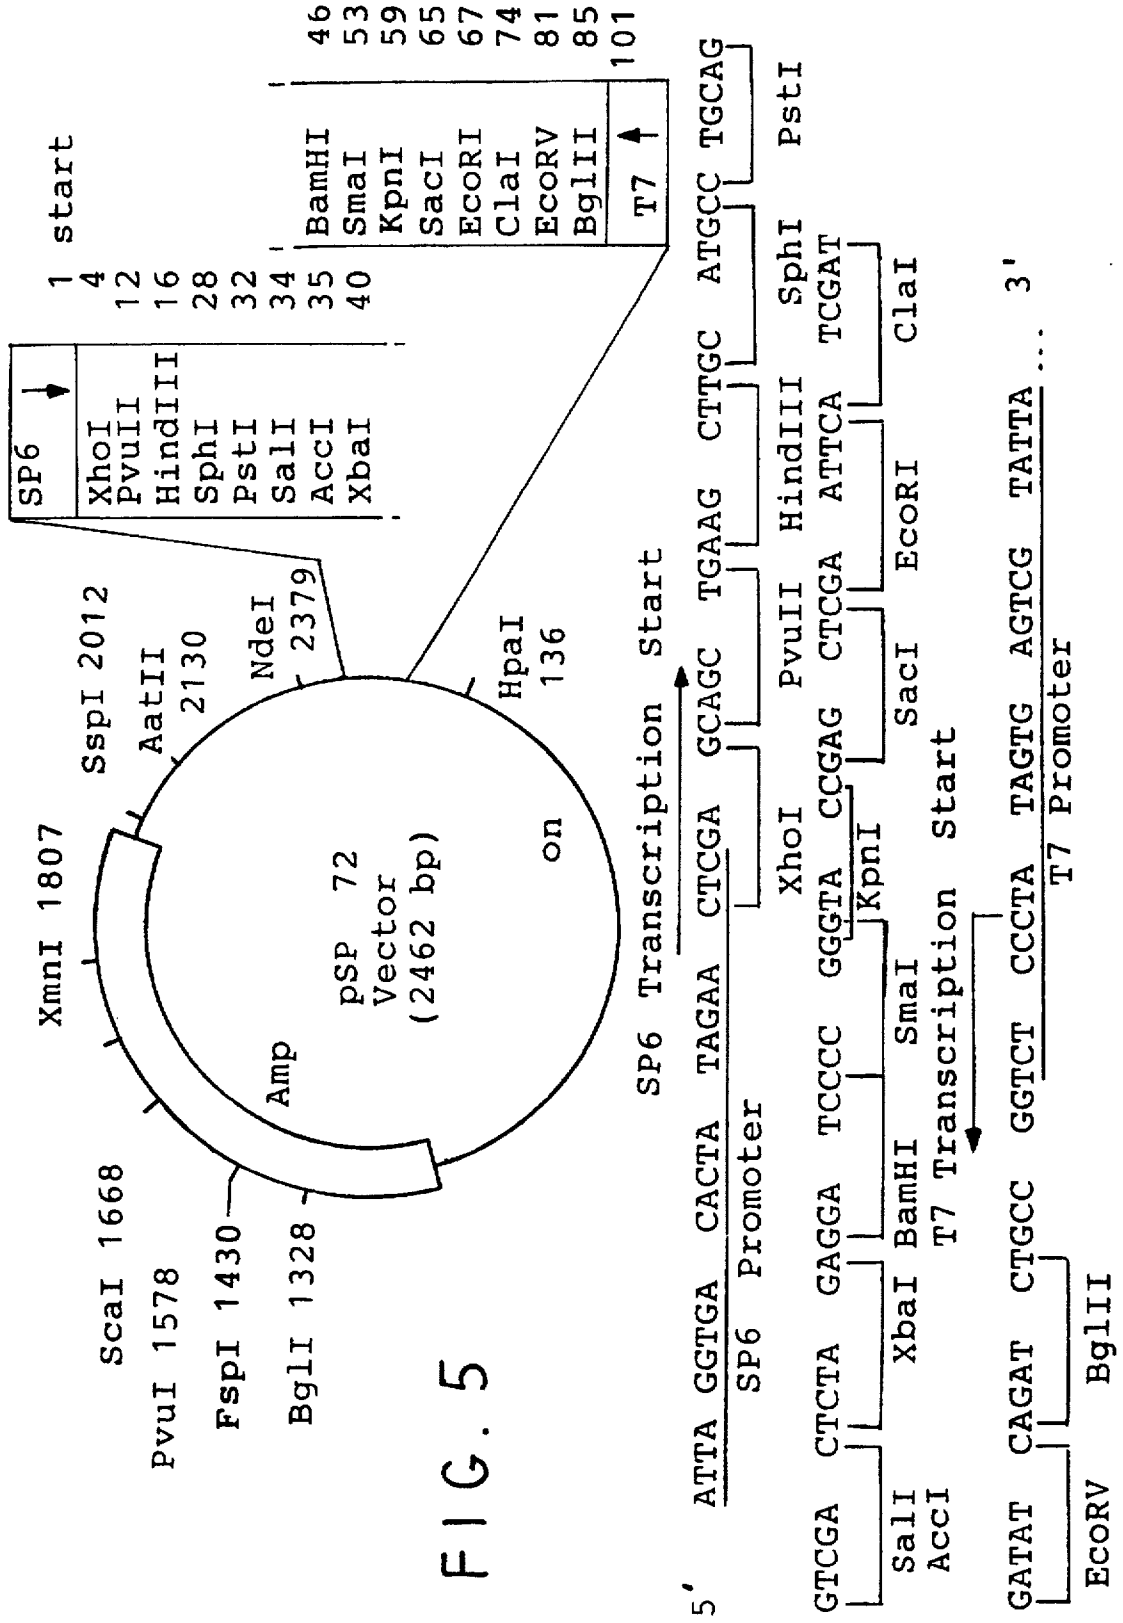 FIG. 5
SspI 2012
AatII
2130
NdeI
2379
XmnI 1807
ScaI 1668
PvuI 1578
FspI 1430
BglI 1328
Amp
pSP 72
Vector
(2462 bp)
on
HpaI
136
SP6 ↓
1 start
XhoI 4
PvuII 12
HindIII 16
SphI 28
PstI 32
SalI 34
AccI 35
XbaI 40
BamHI 46
SmaI 53
KpnI 59
SacI 65
EcoRI 67
ClaI 74
EcoRV 81
BglII 85
T7 ↑ 101
SP6 Transcription Start
5' ATTA GGTGA CACTA TAGAA CTCGA GCAGC TGAAG CTTGC ATGCC TGCAG
SP6 Promoter XhoI PvuII HindIII SphI PstI
GTCGA CTCTA GAGGA TCCCC GGGTA CCGAG CTCGA ATTCA TCGAT
SalI XbaI BamHI SmaI KpnI SacI EcoRI ClaI
AccI
T7 Transcription Start
GATAT CAGAT CTGCC GGTCT CCCTA TAGTG AGTCG TATTA ... 3'
EcoRV BglII T7 Promoter